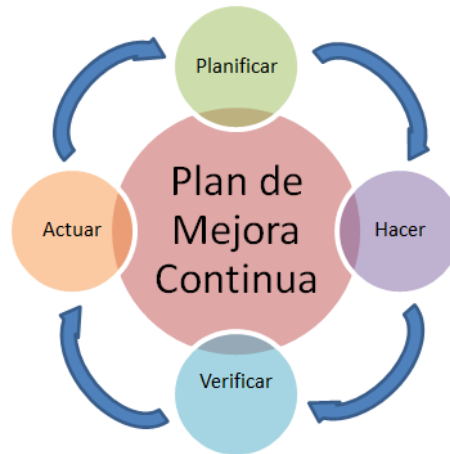 Planificar
Plan de
Mejora
Continua
Actuar
Hacer
Verificar